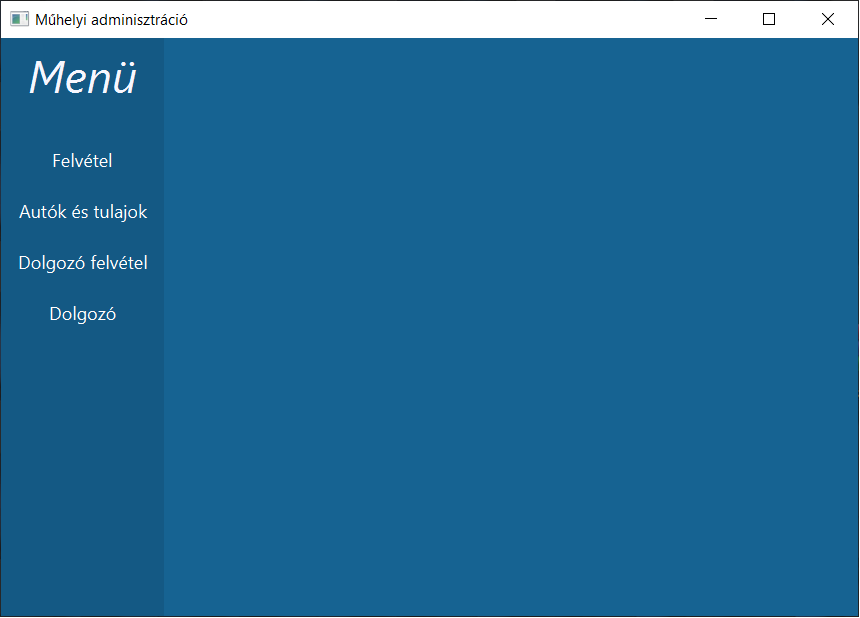 Műhelyi adminisztráció
Menü
Felvétel
Autók és tulajok
Dolgozó felvétel
Dolgozó